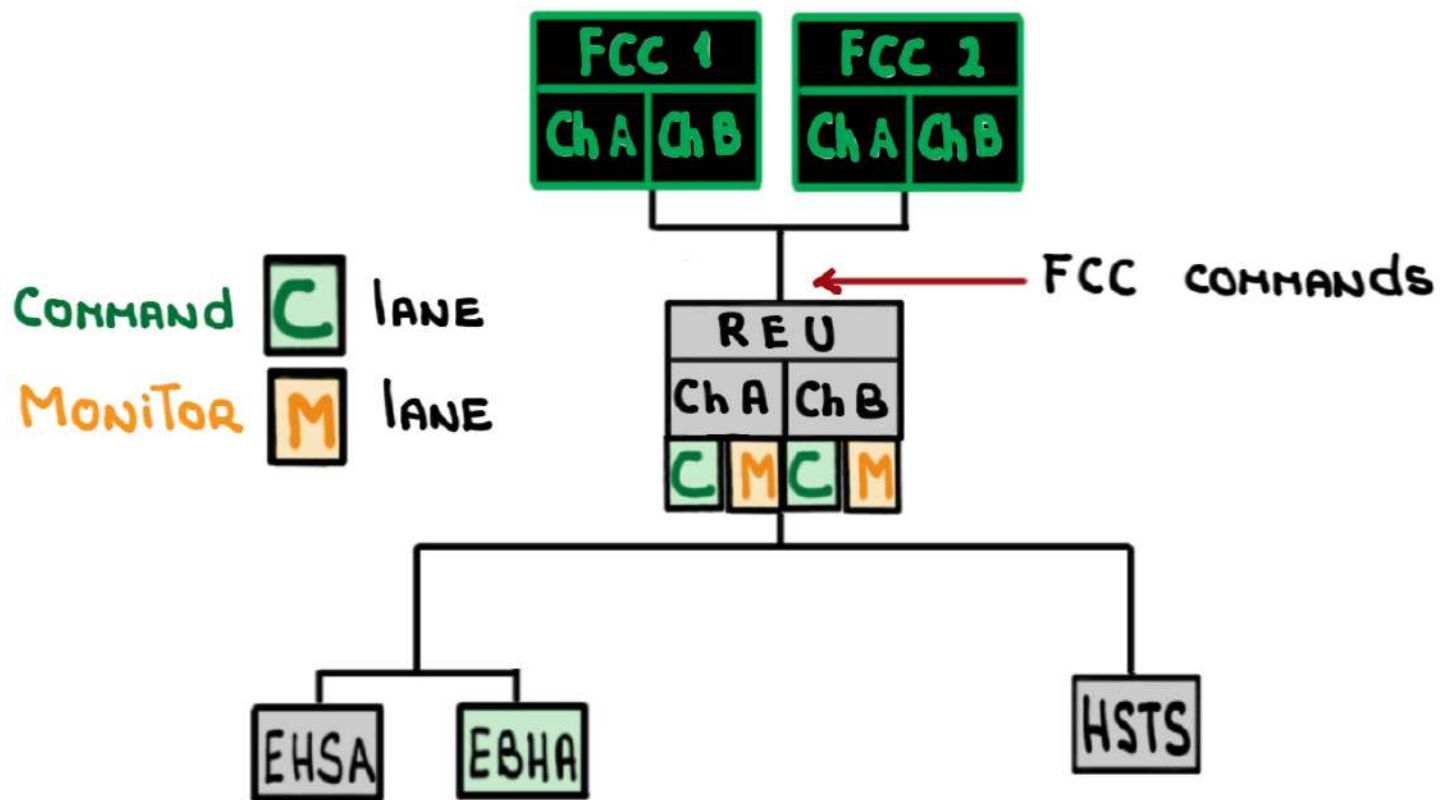 FCC 1
FCC 2
Ch A
Ch B
Ch A
Ch B
FCC COMMANDS
COMMAND C lANE
MONiTOR M lANE
REU
Ch A
Ch B
C
M
C
M
EHSA
EBHA
HSTS